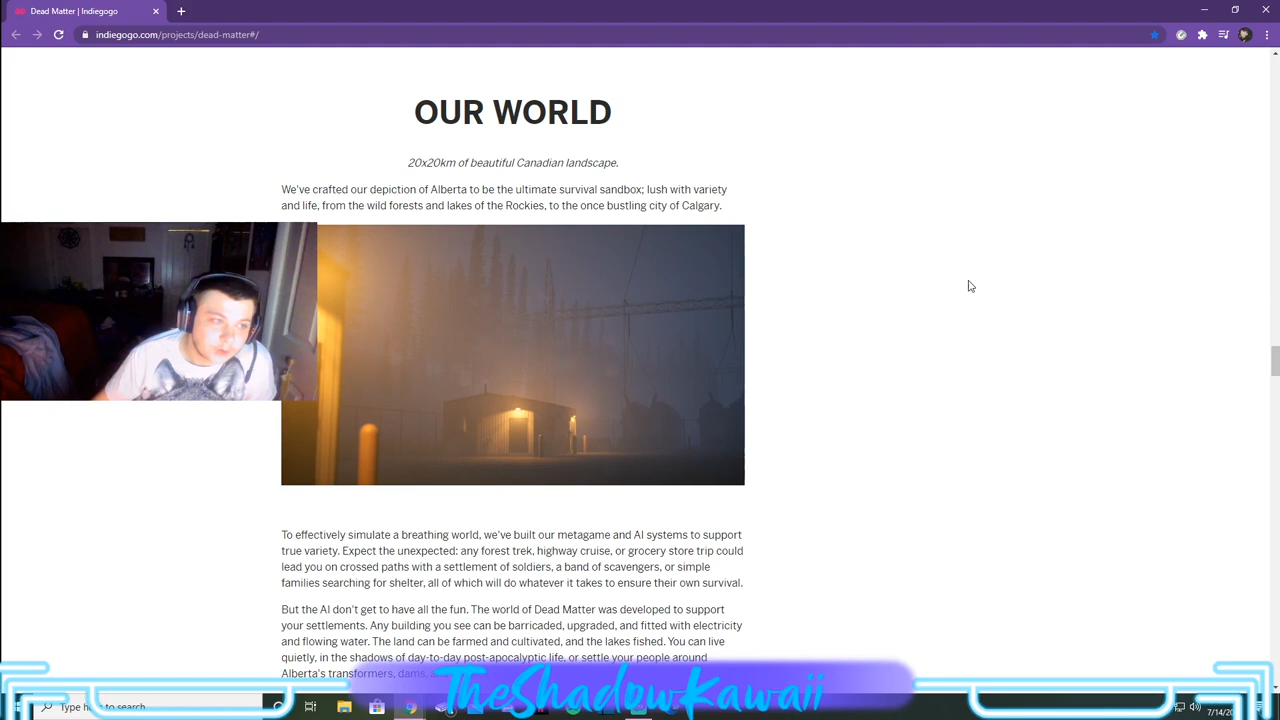 Dead Matter | Indiegogo
indiegogo.com/projects/dead-matter#/
OUR WORLD
20x20km of beautiful Canadian landscape.
We've crafted our depiction of Alberta to be the ultimate survival sandbox; lush with variety
and life, from the wild forests and lakes of the Rockies, to the once bustling city of Calgary.
To effectively simulate a breathing world, we've built our metagame and AI systems to support
true variety. Expect the unexpected: any forest trek, highway cruise, or grocery store trip could
lead you on crossed paths with a settlement of soldiers, a band of scavengers, or simple
families searching for shelter, all of which will do whatever it takes to ensure their own survival.
But the AI don't get to have all the fun. The world of Dead Matter was developed to support
your settlements. Any building you see can be barricaded, upgraded, and fitted with electricity
and flowing water. The land can be farmed and cultivated, and the lakes fished. You can live
quietly, in the shadows of day-to-day post-apocalyptic life, or settle your people around
Alberta's transformers, dams,
TheShadowKawaii
Type here to search
7/14/20